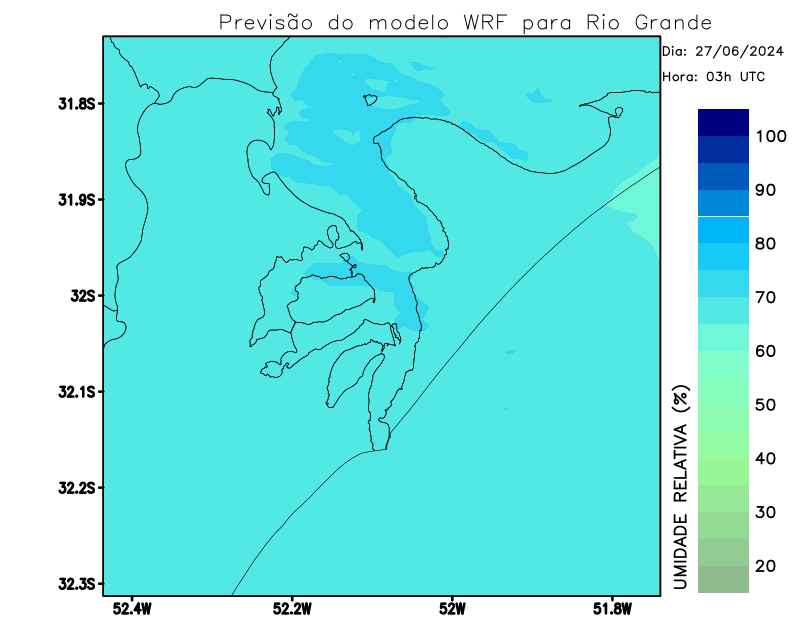 Previsão do modelo WRF para Rio Grande
Dia: 27/06/2024
Hora: 03h UTC
31.8S
31.9S
32S
32.1S
32.2S
32.3S
52.4W
52.2W
52W
51.8W
UMIDADE RELATIVA (%)
100
90
80
70
60
50
40
30
20